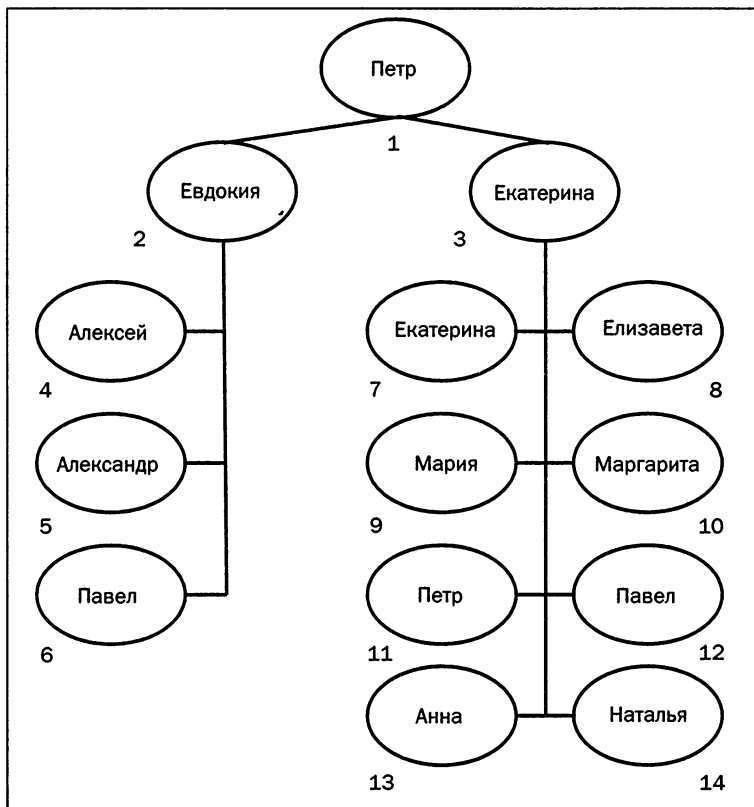 Петр
1
Евдокия
Екатерина
2
3
Алексей
Екатерина
Елизавета
4
7
8
Александр
Мария
Маргарита
5
9
10
Павел
Петр
Павел
6
11
12
Анна
Наталья
13
14